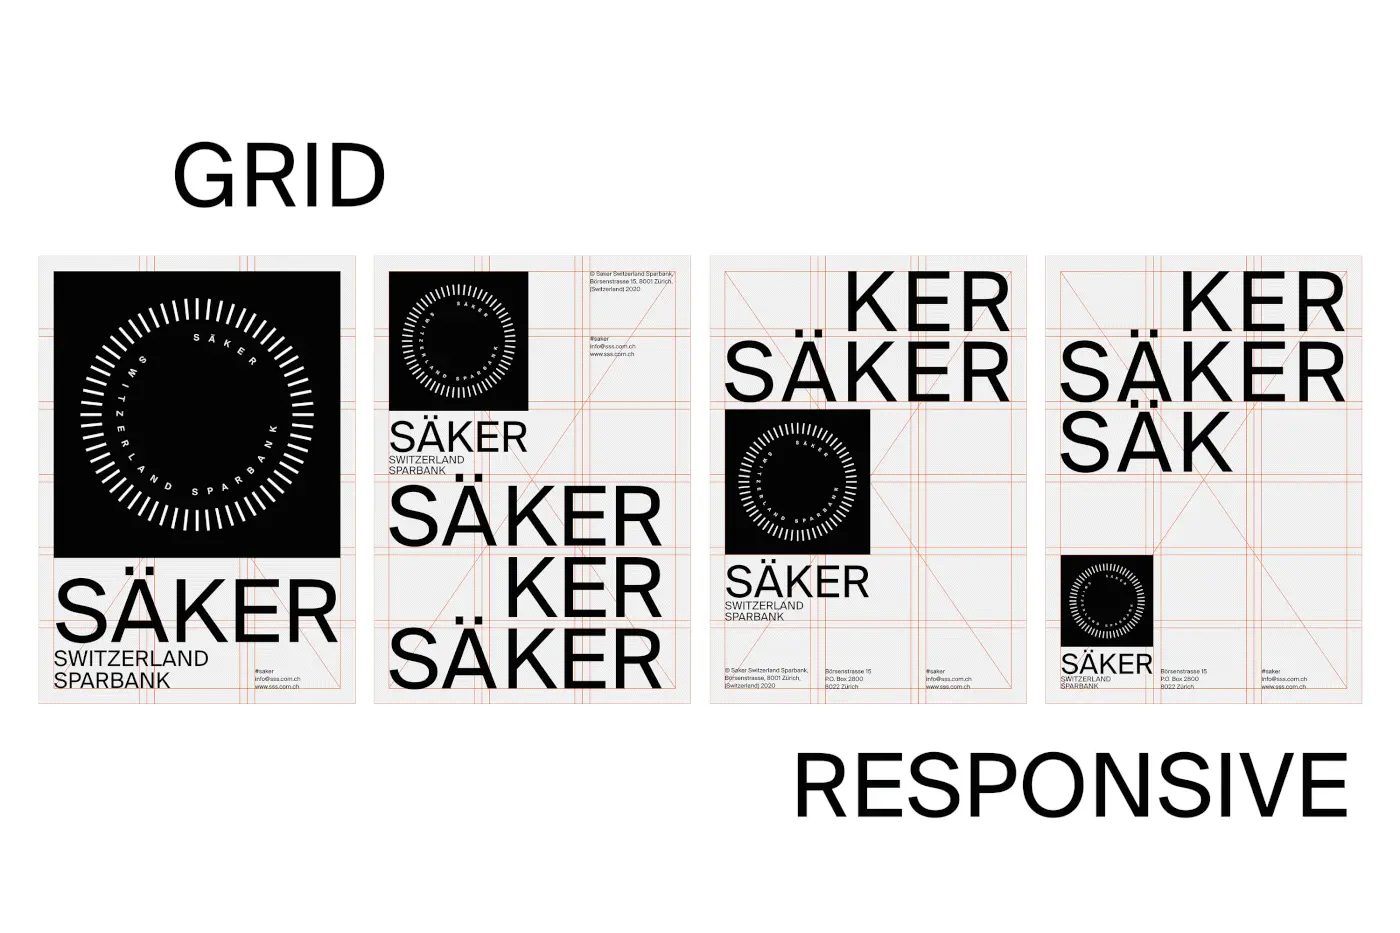 GRID
SÄKER
SWITZERLAND SPARBANK
SÄKER
SWITZERLAND
SPARBANK
#saker
info@sss.com.ch
www.sss.com.ch
SÄKER
SWITZERLAND SPARBANK
© Saker Switzerland Sparbank,
Börsenstrasse 15, 8001 Zürich,
(Switzerland) 2020
#saker
info@sss.com.ch
www.sss.com.ch
SÄKER
SWITZERLAND
SPARBANK
SÄKER
KER
SÄKER
KER
SÄKER
SÄKER
SWITZERLAND SPARBANK
SÄKER
SWITZERLAND
SPARBANK
© Saker Switzerland Sparbank,
Börsenstrasse, 8001 Zürich,
(Switzerland) 2020
Börsenstrasse 15
P.O. Box 2800
8022 Zürich
#saker
info@sss.com.ch
www.sss.com.ch
KER
SÄKER
SÄK
SÄKER
SWITZERLAND SPARBANK
SÄKER
SWITZERLAND
SPARBANK
Börsenstrasse 15
P.O. Box 2800
8022 Zürich
#saker
info@sss.com.ch
www.sss.com.ch
RESPONSIVE